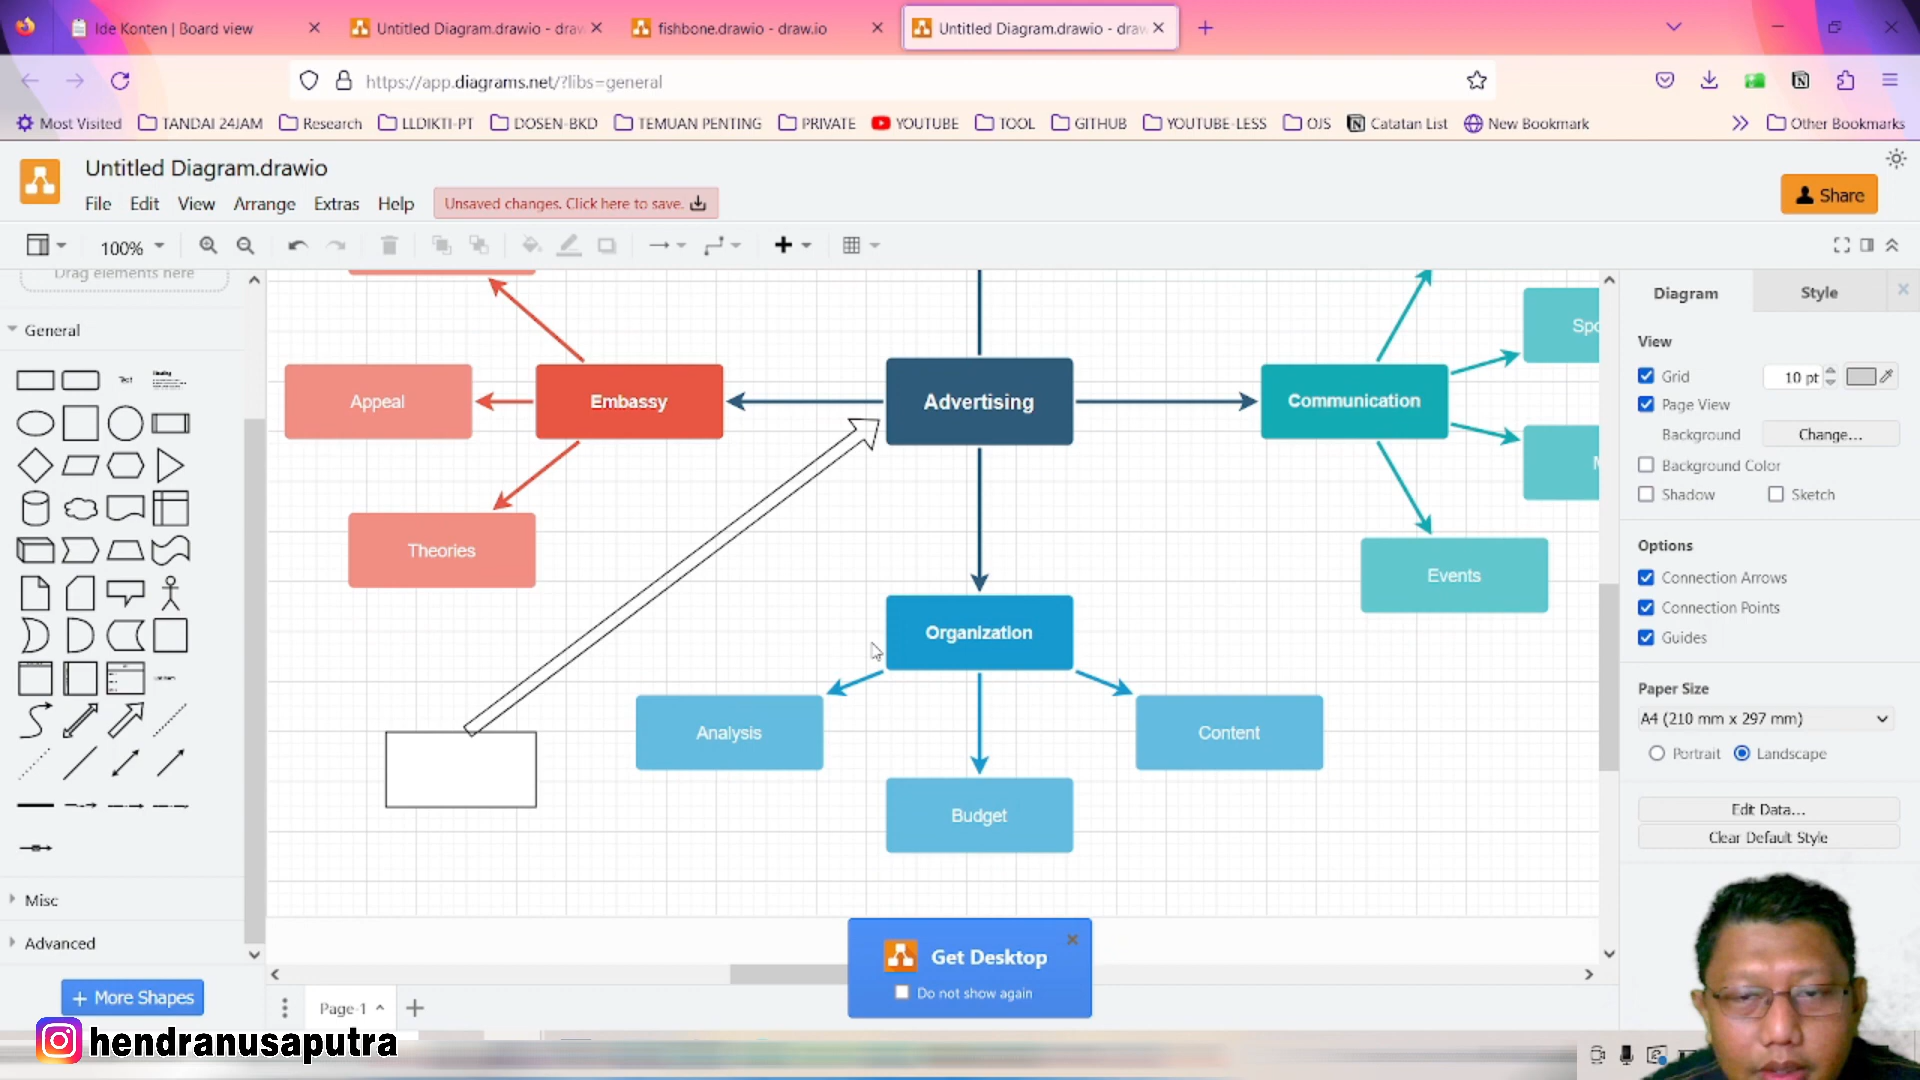 Ide Konten | Board view
Untitled Diagram.drawio - draw
fishbone.drawio - draw.io
Untitled Diagram.drawio - draw
https://app.diagrams.net/?libs=general
Most Visited
TANDAI 24JAM
Research
LLDIKTI-PT
DOSEN-BKD
TEMUAN PENTING
PRIVATE
YOUTUBE
TOOL
GITHUB
YOUTUBE-LESS
OJS
Catatan List
New Bookmark
Other Bookmarks
Untitled Diagram.drawio
File Edit View Arrange Extras Help
Unsaved changes. Click here to save.
Share
100%
Drag elements here
General
Text
Heading
Misc
Advanced
+ More Shapes
Appeal
Embassy
Advertising
Communication
Spo
M
Theories
Events
Organization
Analysis
Content
Budget
Get Desktop
Do not show again
Page-1
Diagram
Style
View
Grid
10 pt
Page View
Background
Change...
Background Color
Shadow
Sketch
Options
Connection Arrows
Connection Points
Guides
Paper Size
A4 (210 mm x 297 mm)
Portrait
Landscape
Edit Data...
Clear Default Style
hendranusaputra